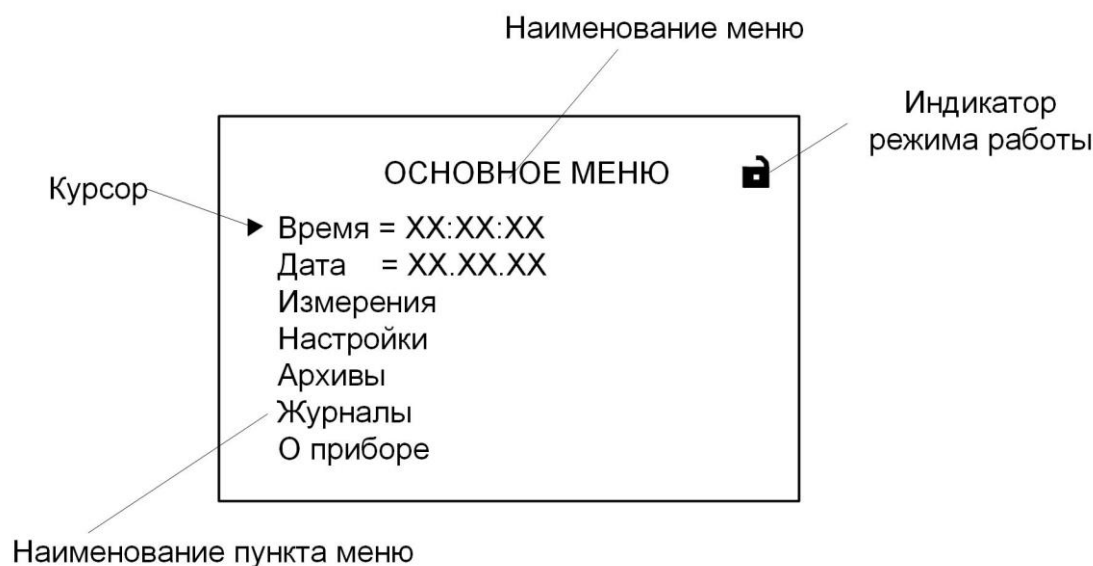 Наименование меню
Индикатор
режима работы
ОСНОВНОЕ МЕНЮ
Курсор
Время = XX:XX:XX
Дата = XX.XX.XX
Измерения
Настройки
Архивы
Журналы
О приборе
Наименование пункта меню